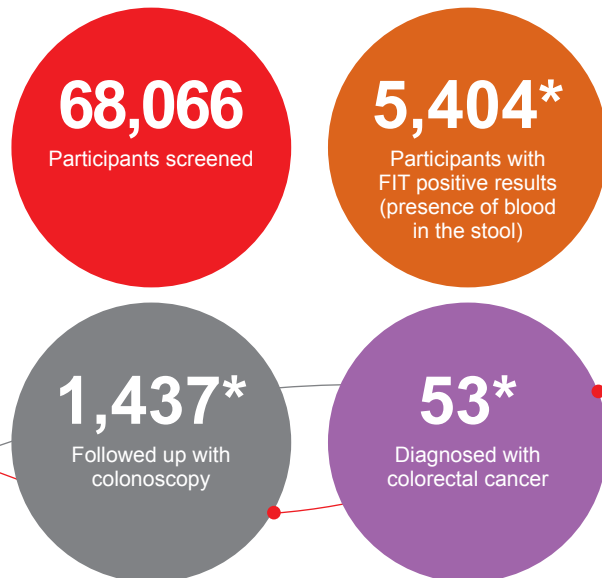 68,066
Participants screened
5,404*
Participants with
FIT positive results
(presence of blood
in the stool)
1,437*
Followed up with
colonoscopy
53*
Diagnosed with
colorectal cancer